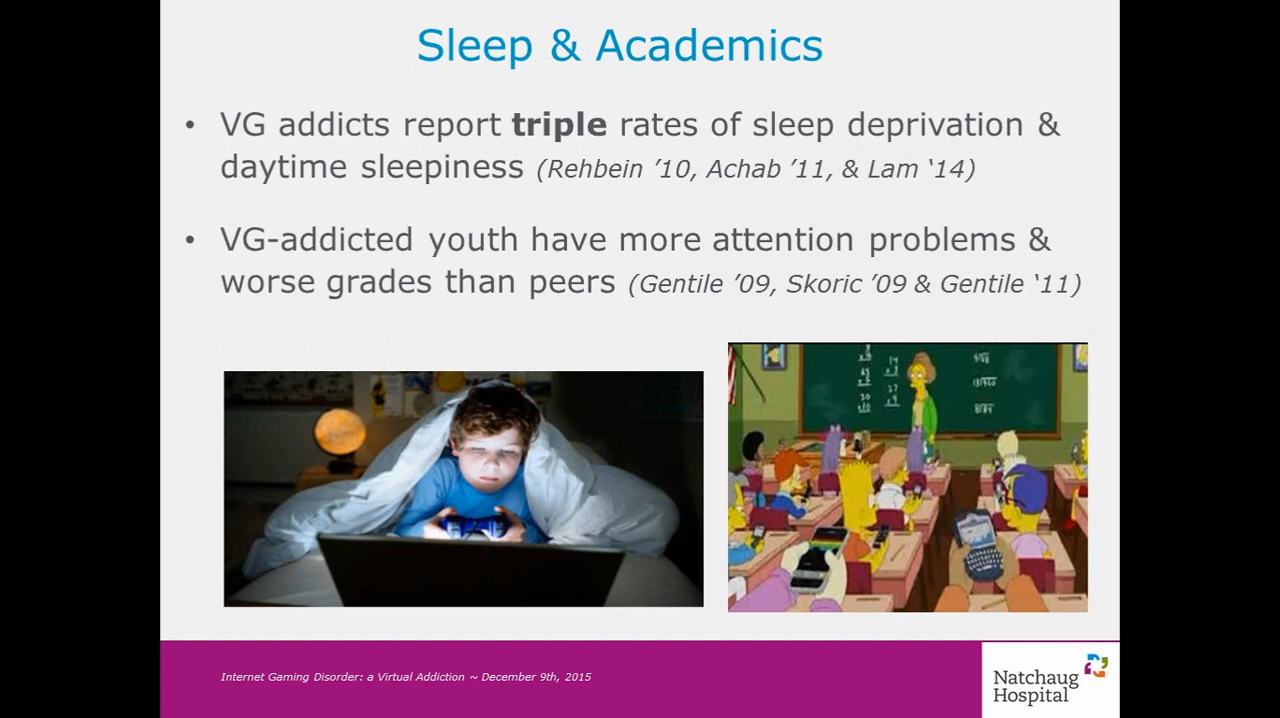 Sleep & Academics
• VG addicts report triple rates of sleep deprivation &
daytime sleepiness (Rehbein ’10, Achab ’11, & Lam ‘14)
• VG-addicted youth have more attention problems &
worse grades than peers (Gentile ’09, Skoric ’09 & Gentile ‘11)
Internet Gaming Disorder: a Virtual Addiction ~ December 9th, 2015
Natchaug
Hospital